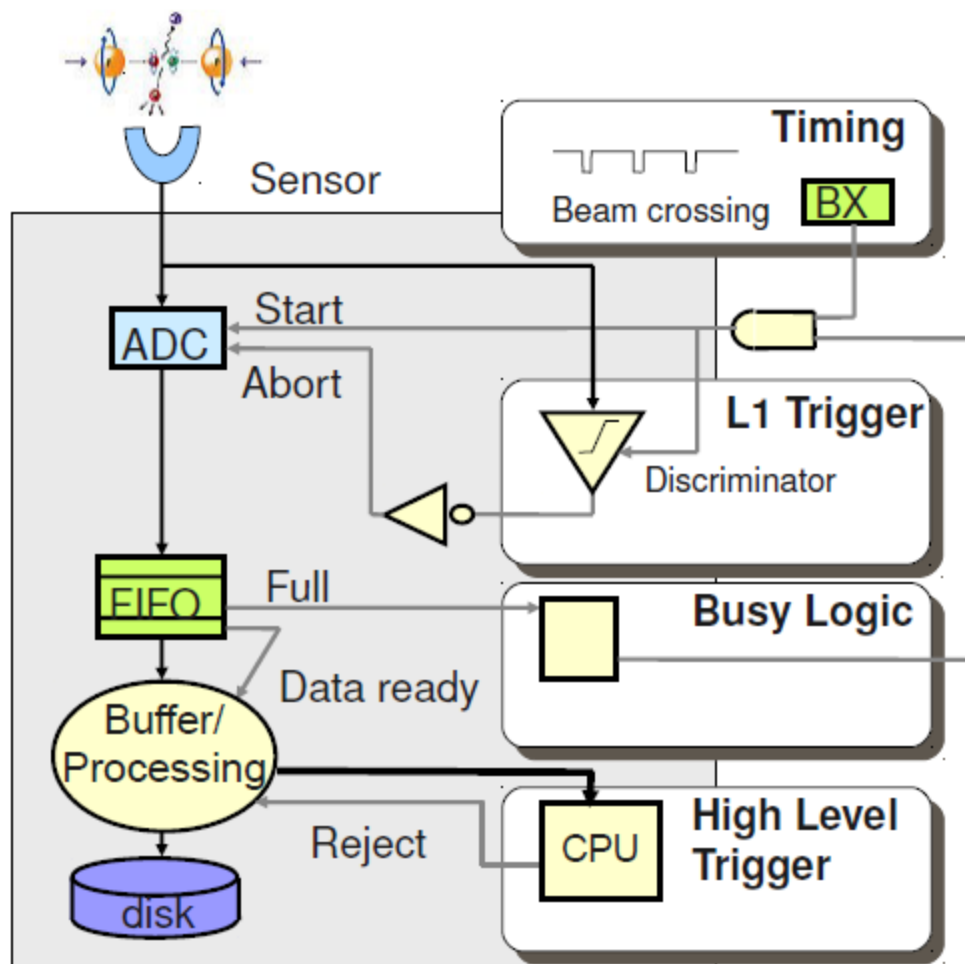 Timing
Sensor
Beam crossing
BX
Start
ADC
Abort
L1 Trigger
Discriminator
Full
FIFO
Busy Logic
Data ready
Buffer/
Processing
High Level
Trigger
Reject
CPU
disk